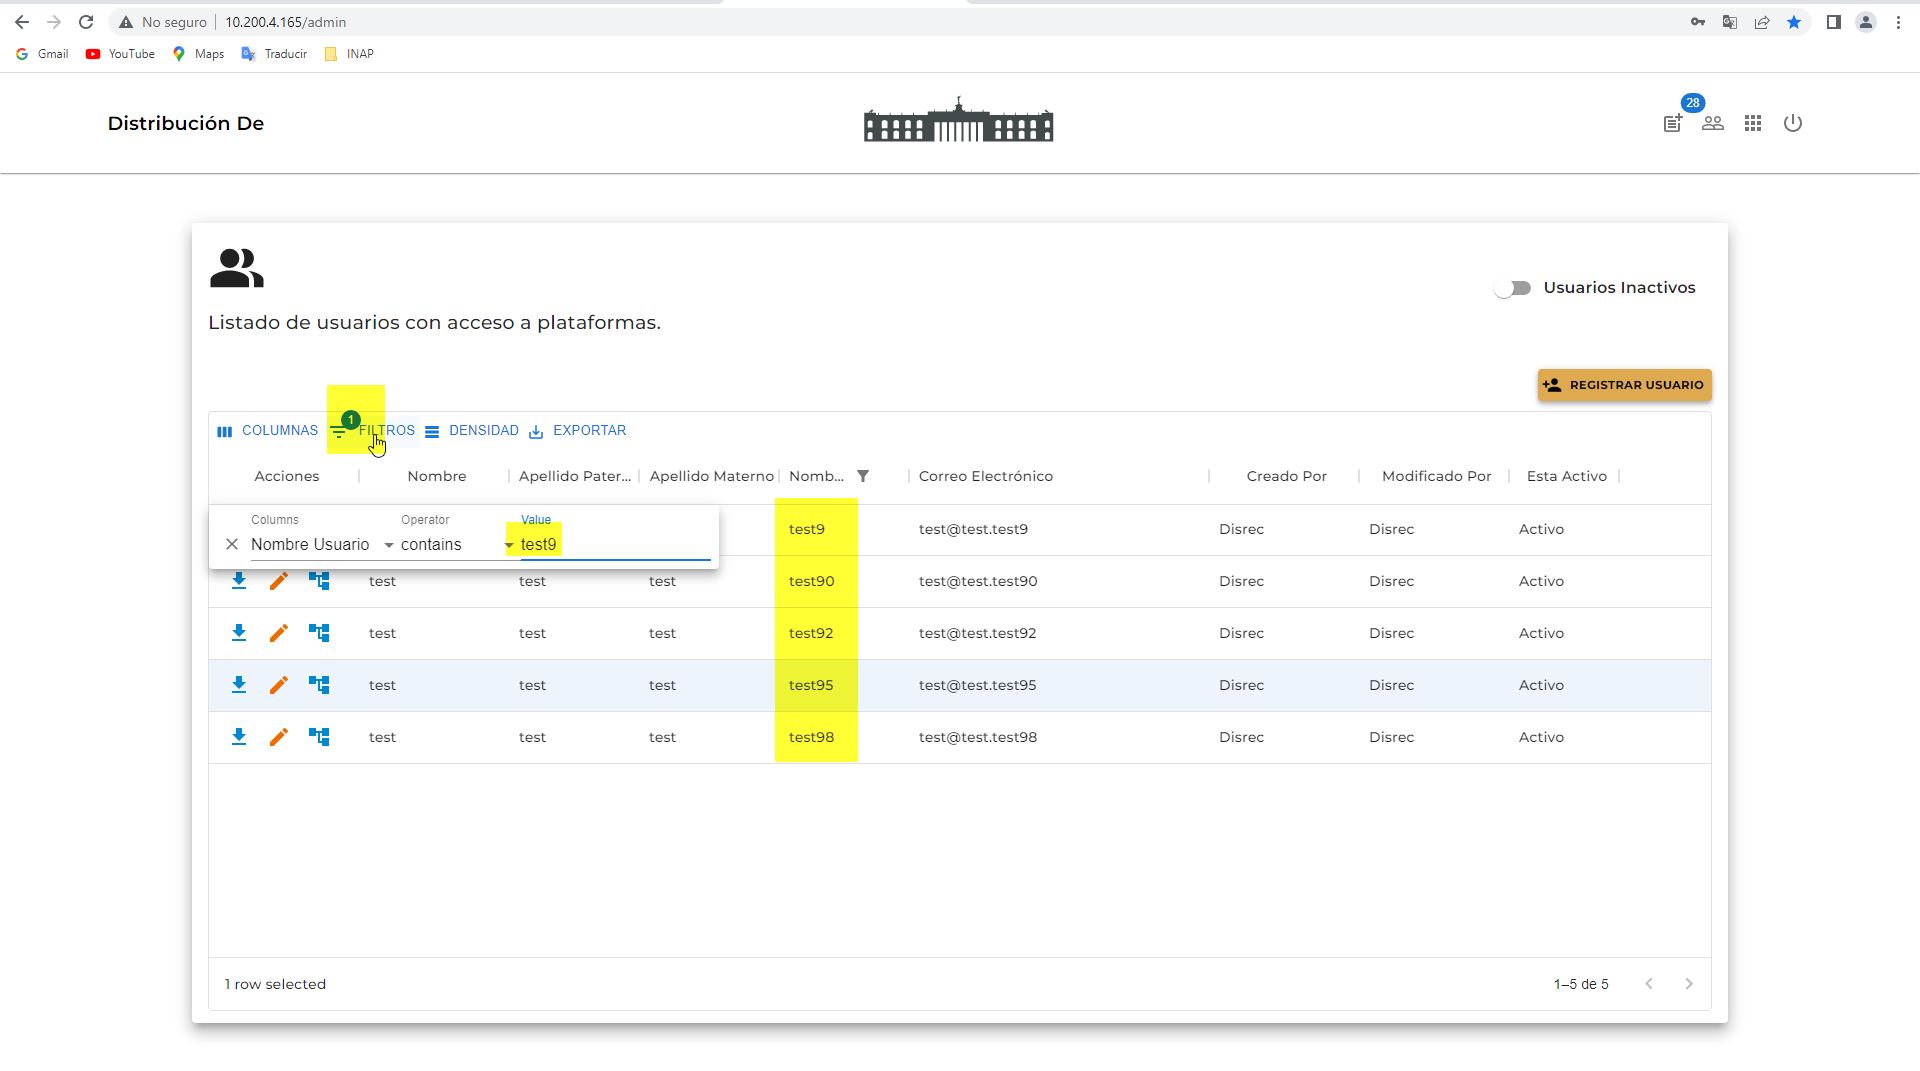 No seguro 10.200.4.165/admin
Gmail YouTube Maps Traducir INAP
28
Distribución De
Usuarios Inactivos
Listado de usuarios con acceso a plataformas.
REGISTRAR USUARIO
1
COLUMNAS FILTROS DENSIDAD EXPORTAR
Acciones Nombre Apellido Pater... Apellido Materno Nomb... Correo Electrónico Creado Por Modificado Por Esta Activo
Columns Operator Value
Nombre Usuario contains test9
test9 test@test.test9 Disrec Disrec Activo
test test test test90 test@test.test90 Disrec Disrec Activo
test test test test92 test@test.test92 Disrec Disrec Activo
test test test test95 test@test.test95 Disrec Disrec Activo
test test test test98 test@test.test98 Disrec Disrec Activo
1 row selected 1–5 de 5